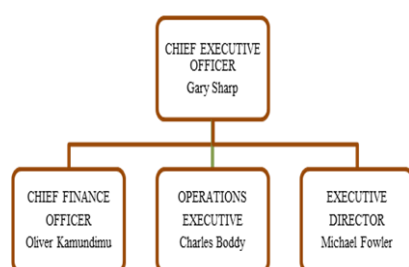 CHIEF EXECUTIVE
OFFICER
Gary Sharp
CHIEF FINANCE
OFFICER
Oliver Kamundimu
OPERATIONS
EXECUTIVE
Charles Boddy
EXECUTIVE
DIRECTOR
Michael Fowler